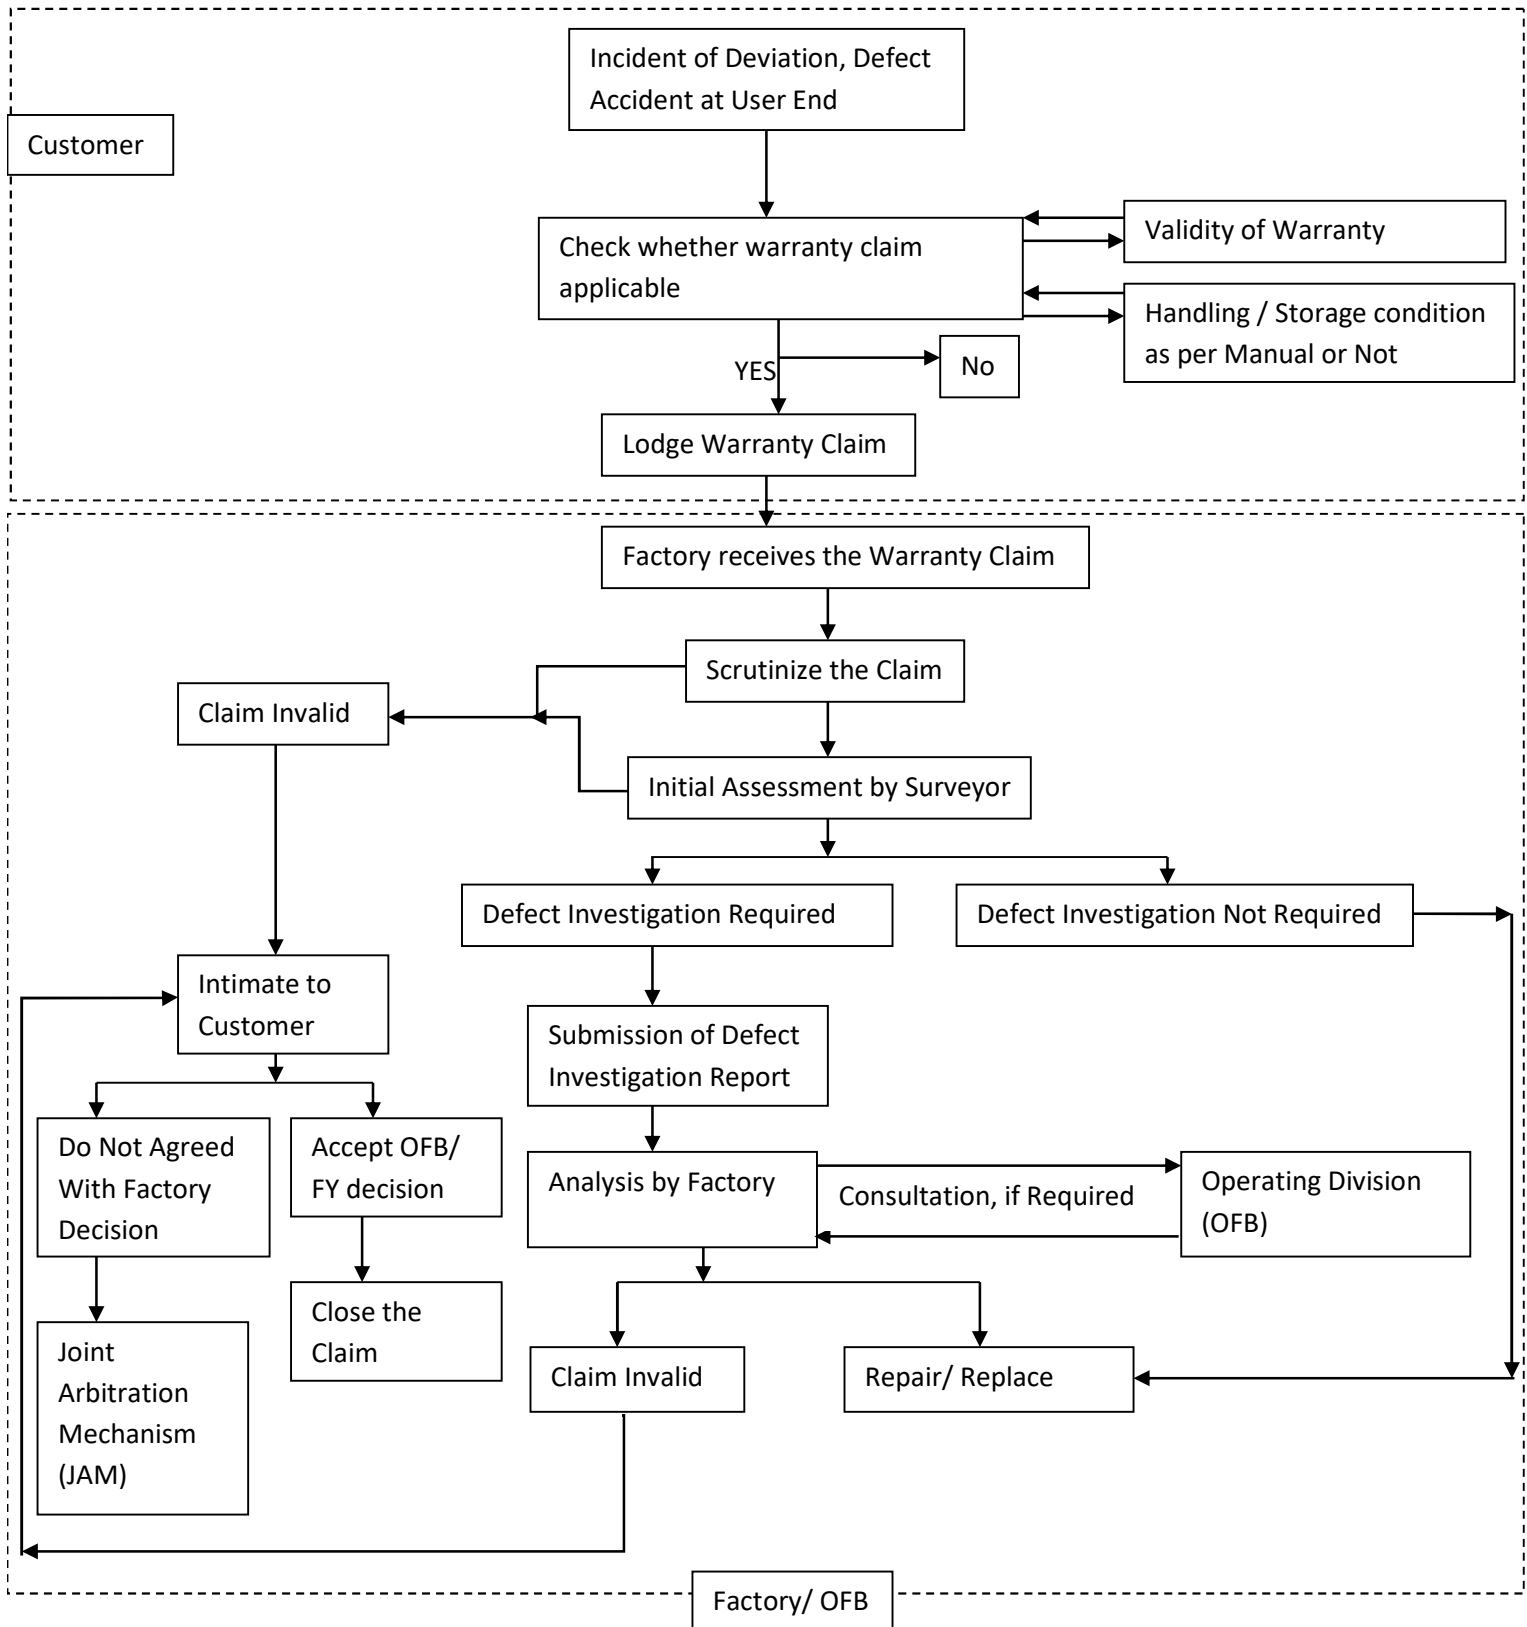 Incident of Deviation, Defect
Accident at User End
Customer
Check whether warranty claim
applicable
Validity of Warranty
Handling / Storage condition
as per Manual or Not
YES
No
Lodge Warranty Claim
Factory receives the Warranty Claim
Scrutinize the Claim
Claim Invalid
Initial Assessment by Surveyor
Defect Investigation Required
Defect Investigation Not Required
Intimate to
Customer
Submission of Defect
Investigation Report
Do Not Agreed
With Factory
Decision
Accept OFB/
FY decision
Analysis by Factory
Consultation, if Required
Operating Division
(OFB)
Close the
Claim
Joint
Arbitration
Mechanism
(JAM)
Claim Invalid
Repair/ Replace
Factory/ OFB